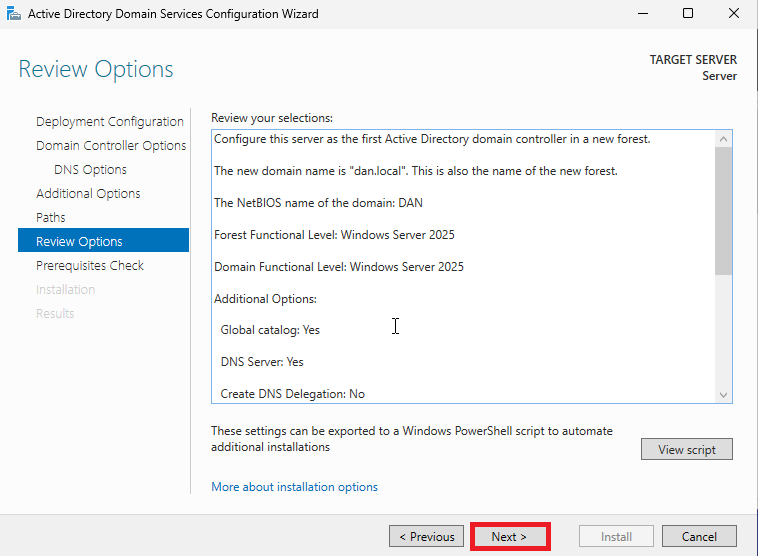 Active Directory Domain Services Configuration Wizard
Review Options
TARGET SERVER
Server
Deployment Configuration
Domain Controller Options
DNS Options
Additional Options
Paths
Review Options
Prerequisites Check
Installation
Results
Review your selections:
Configure this server as the first Active Directory domain controller in a new forest.
The new domain name is "dan.local". This is also the name of the new forest.
The NetBIOS name of the domain: DAN
Forest Functional Level: Windows Server 2025
Domain Functional Level: Windows Server 2025
Additional Options:
Global catalog: Yes
DNS Server: Yes
Create DNS Delegation: No
These settings can be exported to a Windows PowerShell script to automate
additional installations
View script
More about installation options
< Previous
Next >
Install
Cancel